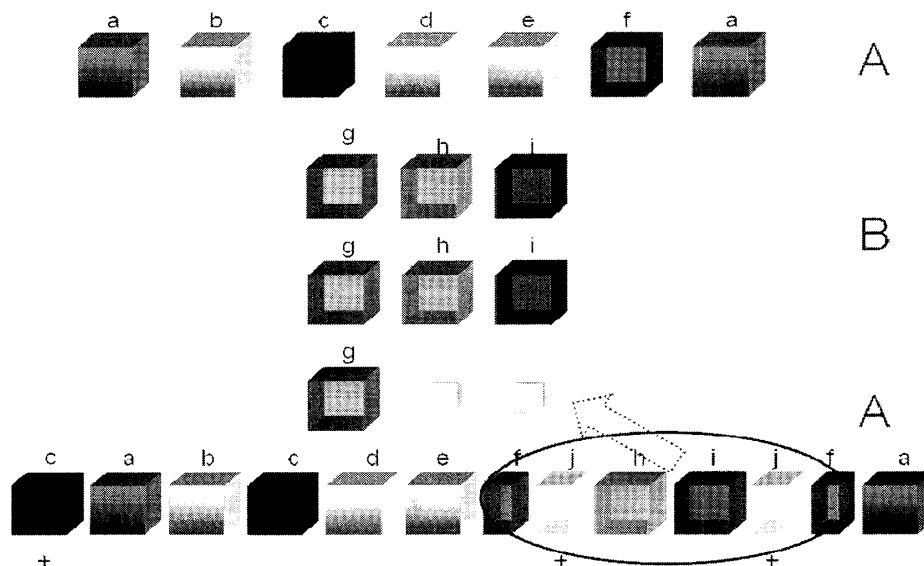 a b c d e f a
A
g h i
B
g h i
g
A
c a b c d e f j h i j f a
+ + +